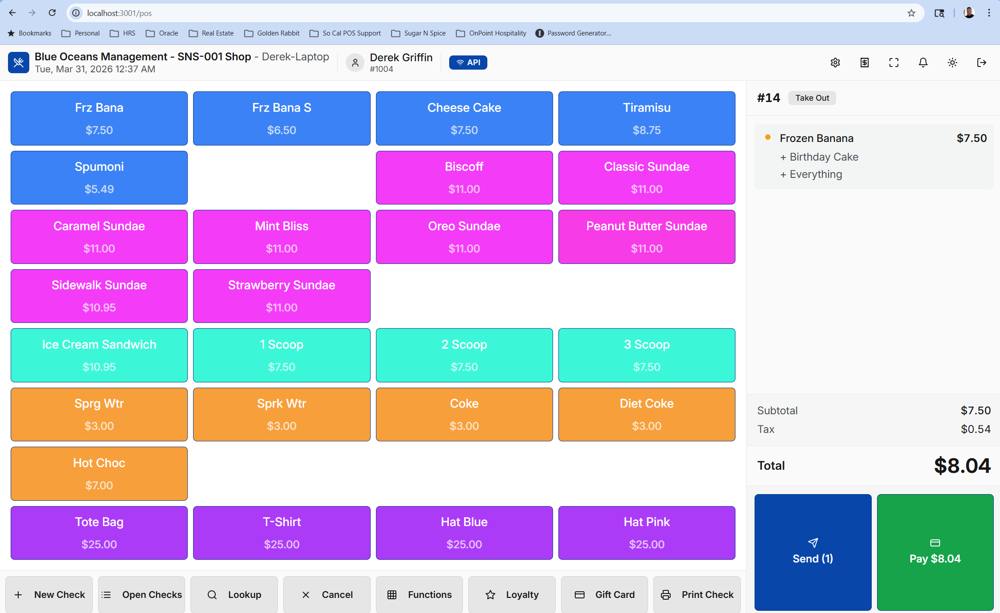 localhost:3001/pos
Bookmarks Personal HRS Oracle Real Estate Golden Rabbit So Cal POS Support Sugar N Spice OnPoint Hospitality Password Generator...
Blue Oceans Management - SNS-001 Shop - Derek-Laptop
Tue, Mar 31, 2026 12:37 AM
Derek Griffin
#1004
API
Frz Bana
$7.50
Frz Bana S
$6.50
Cheese Cake
$7.50
Tiramisu
$8.75
Spumoni
$5.49
Biscoff
$11.00
Classic Sundae
$11.00
Caramel Sundae
$11.00
Mint Bliss
$11.00
Oreo Sundae
$11.00
Peanut Butter Sundae
$11.00
Sidewalk Sundae
$10.95
Strawberry Sundae
$11.00
Ice Cream Sandwich
$10.95
1 Scoop
$7.50
2 Scoop
$7.50
3 Scoop
$7.50
Sprg Wtr
$3.00
Sprk Wtr
$3.00
Coke
$3.00
Diet Coke
$3.00
Hot Choc
$7.00
Tote Bag
$25.00
T-Shirt
$25.00
Hat Blue
$25.00
Hat Pink
$25.00
New Check
Open Checks
Lookup
Cancel
Functions
Loyalty
Gift Card
Print Check
#14 Take Out
Frozen Banana $7.50
+ Birthday Cake
+ Everything
Subtotal $7.50
Tax $0.54
Total $8.04
Send (1)
Pay $8.04